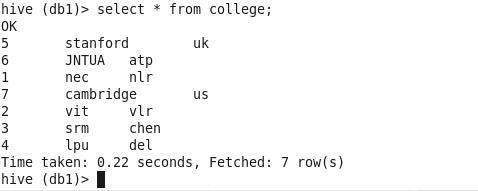 hive (db1)> select * from college;
OK
5 stanford uk
6 JNTUA atp
1 nec nlr
7 cambridge us
2 vit vlr
3 srm chen
4 lpu del
Time taken: 0.22 seconds, Fetched: 7 row(s)
hive (db1)>